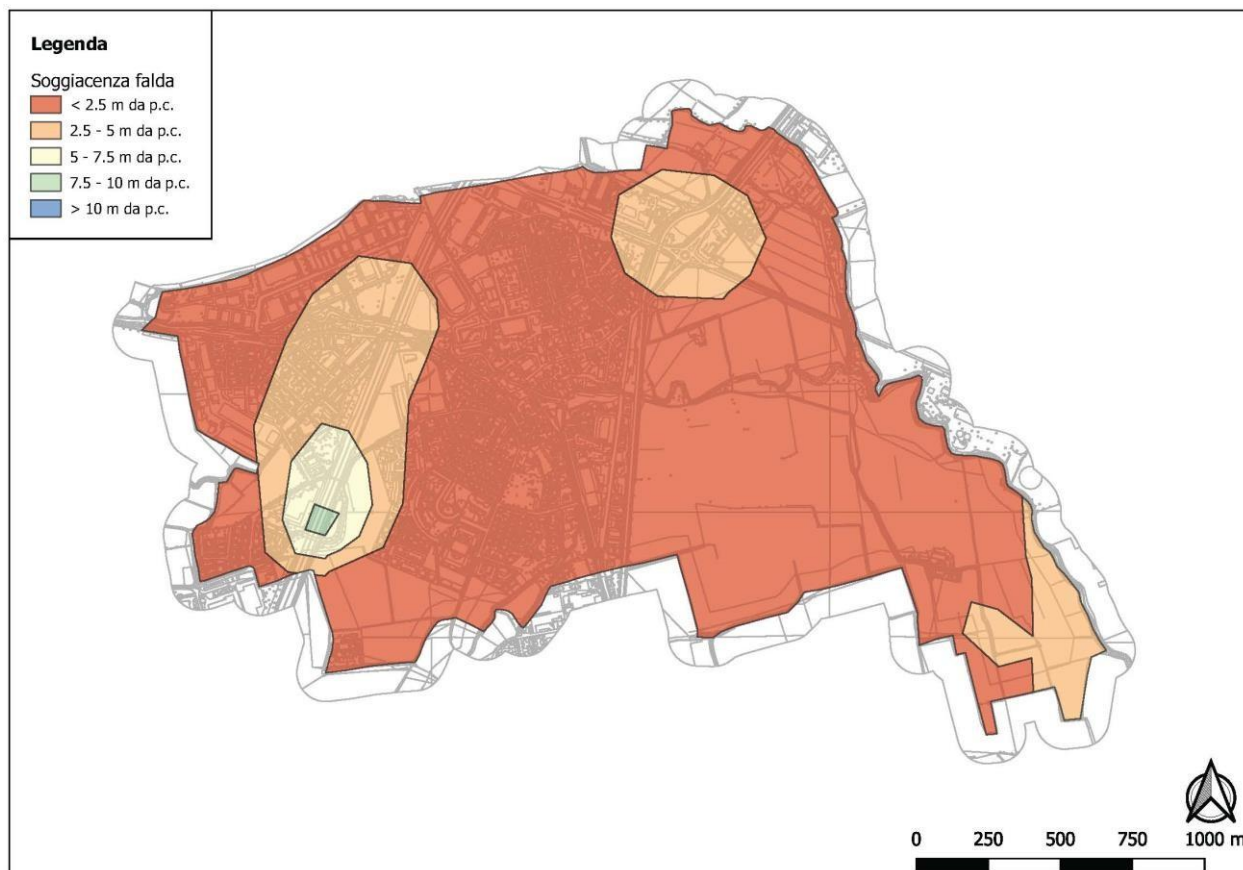 Legenda
Soggiacenza falda
< 2.5 m da p.c.
2.5 - 5 m da p.c.
5 - 7.5 m da p.c.
7.5 - 10 m da p.c.
> 10 m da p.c.
0 250 500 750 1000 m